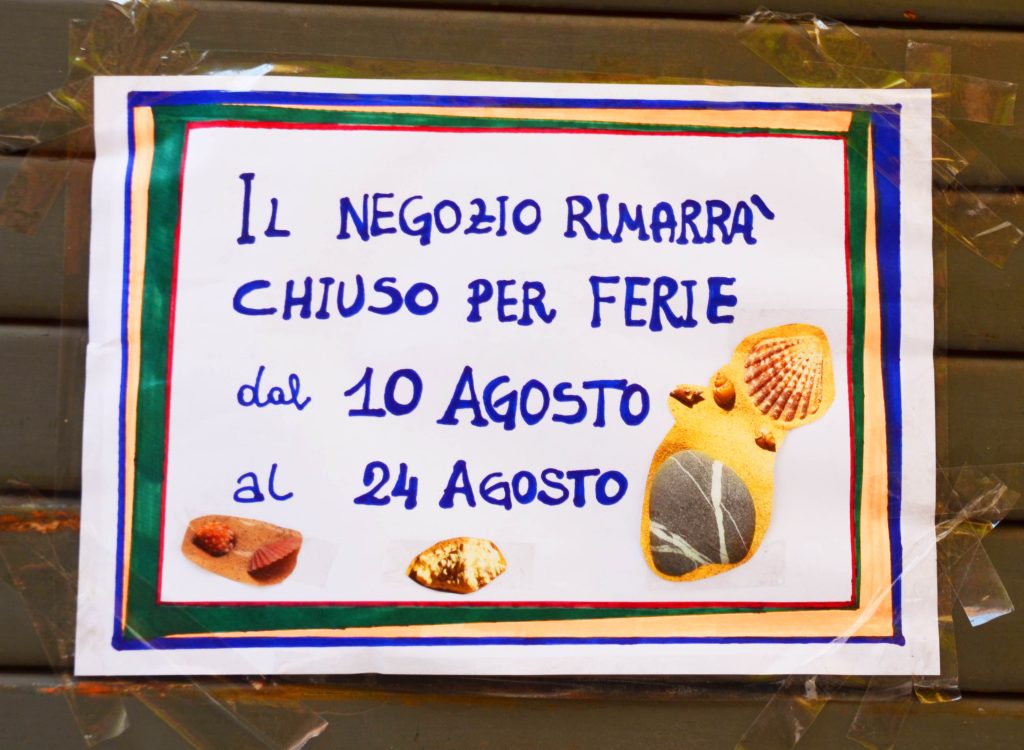 IL NEGOZIO RIMARRA`
CHIUSO PER FERIE
dal 10 AGOSTO
al 24 AGOSTO